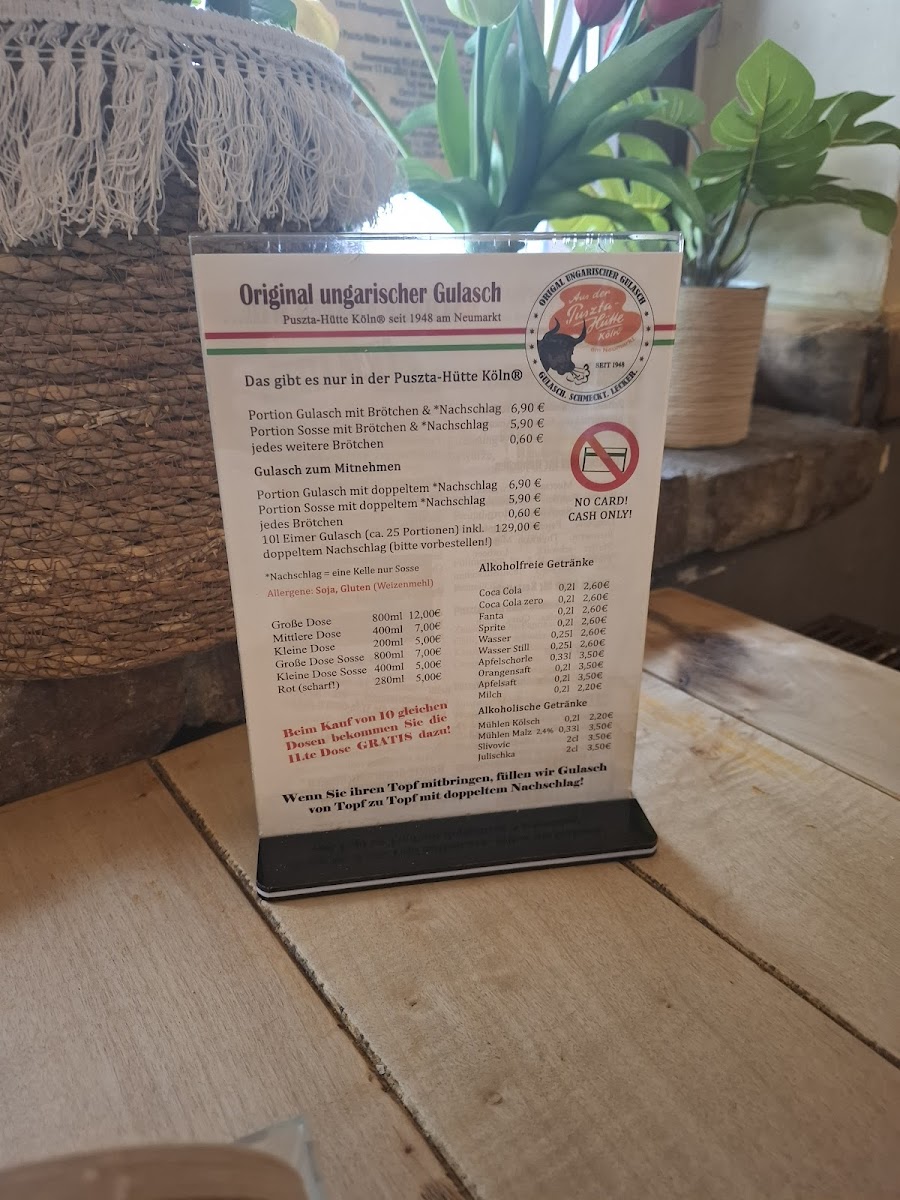 Original ungarischer Gulasch
Puszta-Hütte Köln® seit 1948 am Neumarkt
ORIGAL UNGARISCHER GULASCH
Aus der
Puszta-
Hütte
Köln
SEIT 1948
GULASCH. SCHMECKT. LECKER.
Das gibt es nur in der Puszta-Hütte Köln®
Portion Gulasch mit Brötchen & *Nachschlag 6,90 €
Portion Sosse mit Brötchen & *Nachschlag 5,90 €
jedes weitere Brötchen 0,60 €
Gulasch zum Mitnehmen
Portion Gulasch mit doppeltem *Nachschlag 6,90 €
Portion Sosse mit doppeltem *Nachschlag 5,90 €
jedes Brötchen 0,60 €
10l Eimer Gulasch (ca. 25 Portionen) inkl. 129,00 €
doppeltem Nachschlag (bitte vorbestellen!)
NO CARD!
CASH ONLY!
*Nachschlag = eine Kelle nur Sosse
Allergene: Soja, Gluten (Weizenmehl)
Große Dose 800ml 12,00€
Mittlere Dose 400ml 7,00€
Kleine Dose 200ml 5,00€
Große Dose Sosse 800ml 7,00€
Kleine Dose Sosse 400ml 5,00€
Rot (scharf!) 280ml 5,00€
Beim Kauf von 10 gleichen
Dosen bekommen Sie die
11.te Dose GRATIS dazu!
Alkoholfreie Getränke
Coca Cola 0,2l 2,60€
Coca Cola zero 0,2l 2,60€
Fanta 0,2l 2,60€
Sprite 0,2l 2,60€
Wasser 0,25l 2,60€
Wasser Still 0,25l 2,60€
Apfelschorle 0,33l 3,50€
Orangensaft 0,2l 3,50€
Apfelsaft 0,2l 3,50€
Milch 0,2l 2,20€
Alkoholische Getränke
Mühlen Kölsch 0,2l 2,20€
Mühlen Malz 2,4% 0,33l 3,50€
Slivovic 2cl 3,50€
Julischka 2cl 3,50€
Wenn Sie ihren Topf mitbringen, füllen wir Gulasch
von Topf zu Topf mit doppeltem Nachschlag!